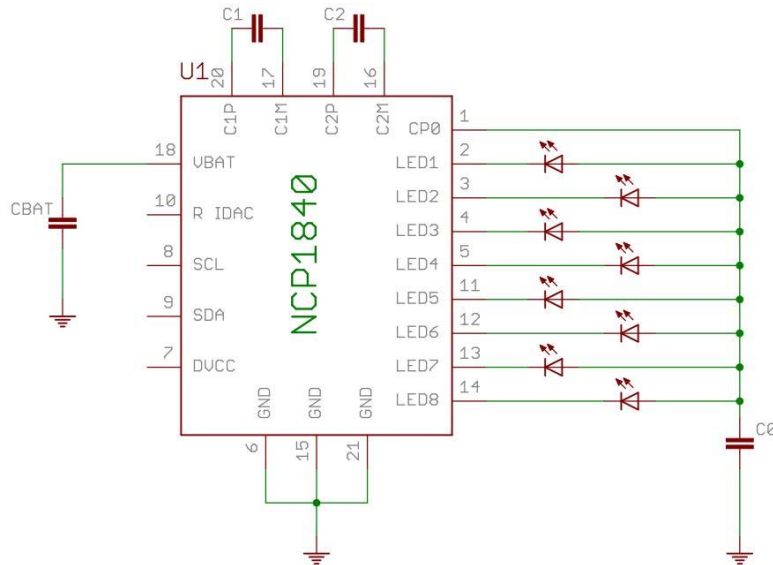 C1 C2
U1
20 17 19 16
C1P C1M C2P C2M
CP0 1
18 VBAT LED1 2
LED2 3
CBAT 10 R IDAC LED3 4
8 SCL LED4 5
NCP1840
LED5 11
9 SDA LED6 12
7 DVCC LED7 13
GND GND GND LED8 14
6 15 21
C0